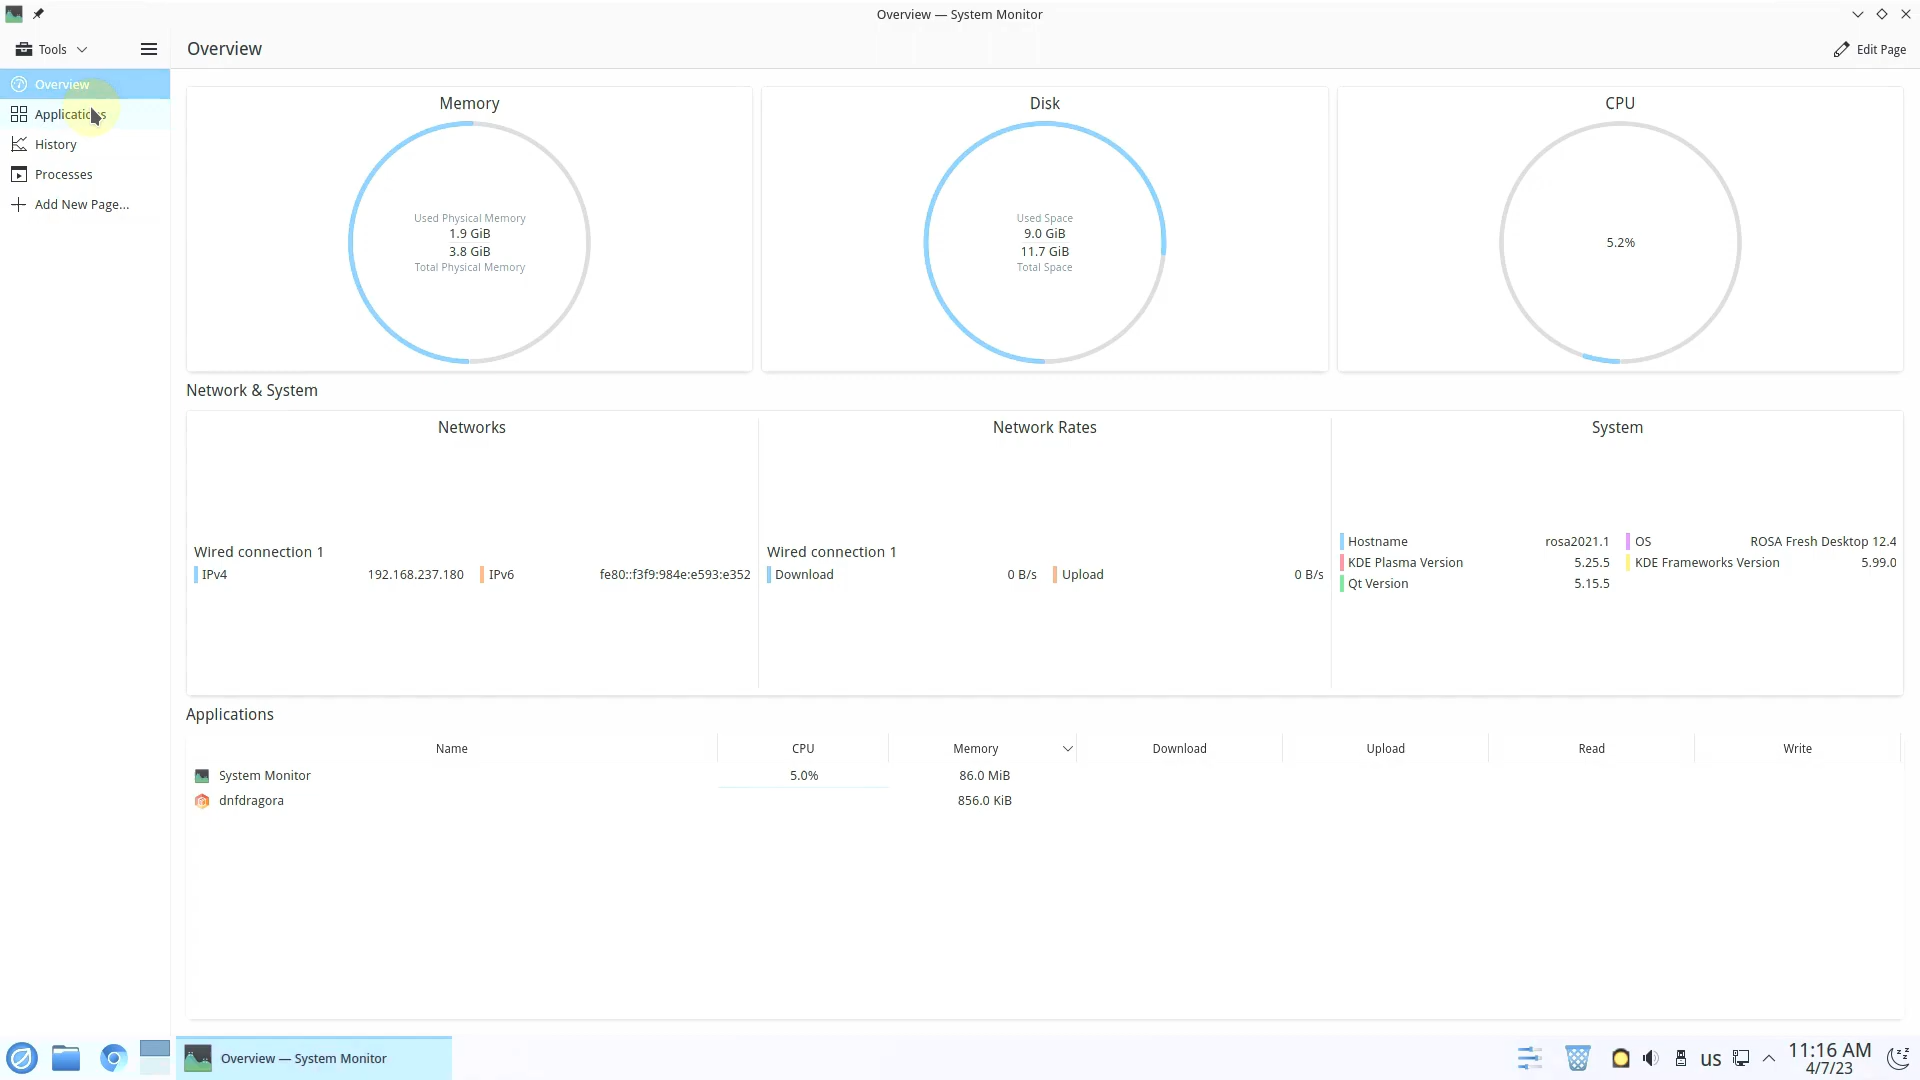 Overview — System Monitor
Tools
Overview
Edit Page
Overview
Applications
History
Processes
Add New Page...
Memory
Used Physical Memory
1.9 GiB
3.8 GiB
Total Physical Memory
Disk
Used Space
9.0 GiB
11.7 GiB
Total Space
CPU
5.2%
Network & System
Networks
Wired connection 1
IPv4 192.168.237.180 IPv6 fe80::f3f9:984e:e593:e352
Network Rates
Wired connection 1
Download 0 B/s Upload 0 B/s
System
Hostname rosa2021.1 OS ROSA Fresh Desktop 12.4
KDE Plasma Version 5.25.5 KDE Frameworks Version 5.99.0
Qt Version 5.15.5
Applications
Name CPU Memory Download Upload Read Write
System Monitor 5.0% 86.0 MiB
dnfdragora 856.0 KiB
Overview — System Monitor
us
11:16 AM
4/7/23